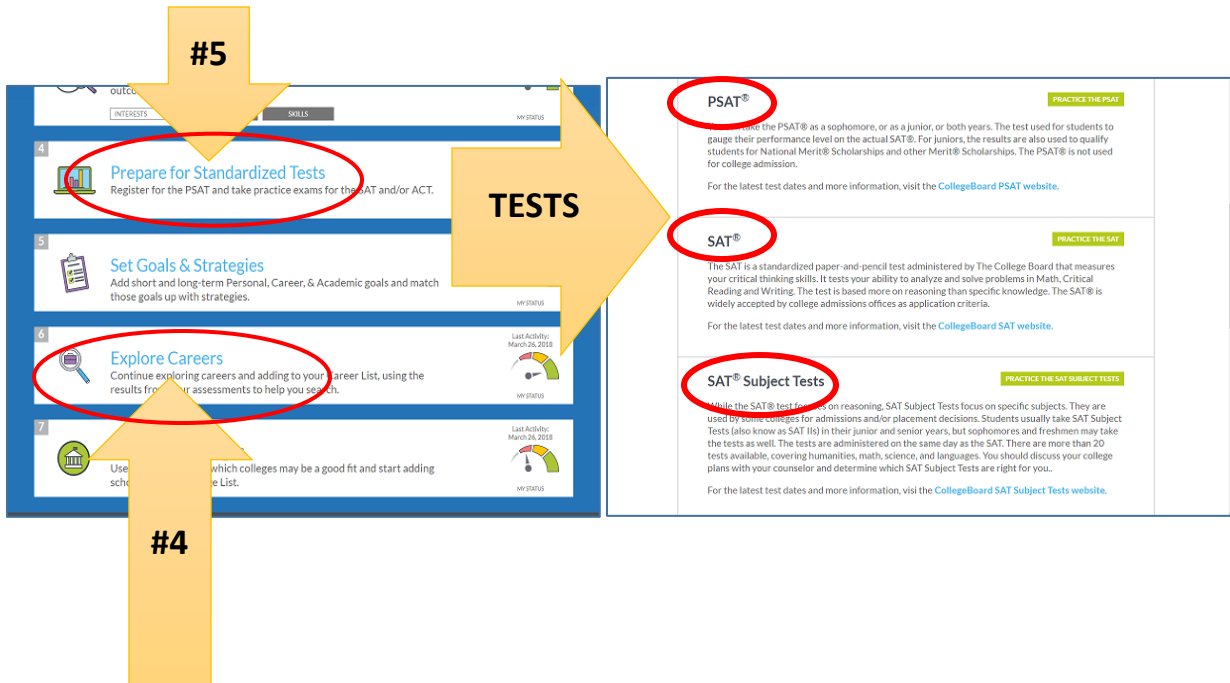 #5
outco
INTERESTS
SKILLS
MY STATUS
4
Prepare for Standardized Tests
Register for the PSAT and take practice exams for the SAT and/or ACT.
5
Set Goals & Strategies
Add short and long-term Personal, Career, & Academic goals and match
those goals up with strategies.
MY STATUS
6
Explore Careers
Continue exploring careers and adding to your Career List, using the
results from your assessments to help you search.
Last Activity:
March 26, 2018
MY STATUS
7
Use which colleges may be a good fit and start adding
scho e List.
Last Activity:
March 26, 2018
MY STATUS
#4
TESTS
PSAT®
PRACTICE THE PSAT
take the PSAT® as a sophomore, or as a junior, or both years. The test used for students to
gauge their performance level on the actual SAT®. For juniors, the results are also used to qualify
students for National Merit® Scholarships and other Merit® Scholarships. The PSAT® is not used
for college admission.
For the latest test dates and more information, visit the CollegeBoard PSAT website.
SAT®
PRACTICE THE SAT
The SAT is a standardized paper-and-pencil test administered by The College Board that measures
your critical thinking skills. It tests your ability to analyze and solve problems in Math, Critical
Reading and Writing. The test is based more on reasoning than specific knowledge. The SAT® is
widely accepted by college admissions offices as application criteria.
For the latest test dates and more information, visit the CollegeBoard SAT website.
SAT® Subject Tests
PRACTICE THE SAT SUBJECT TESTS
While the SAT® test focuses on reasoning, SAT Subject Tests focus on specific subjects. They are
used by some colleges for admissions and/or placement decisions. Students usually take SAT Subject
Tests (also know as SAT IIs) in their junior and senior years, but sophomores and freshmen may take
the tests as well. The tests are administered on the same day as the SAT. There are more than 20
tests available, covering humanities, math, science, and languages. You should discuss your college
plans with your counselor and determine which SAT Subject Tests are right for you..
For the latest test dates and more information, visi the CollegeBoard SAT Subject Tests website.